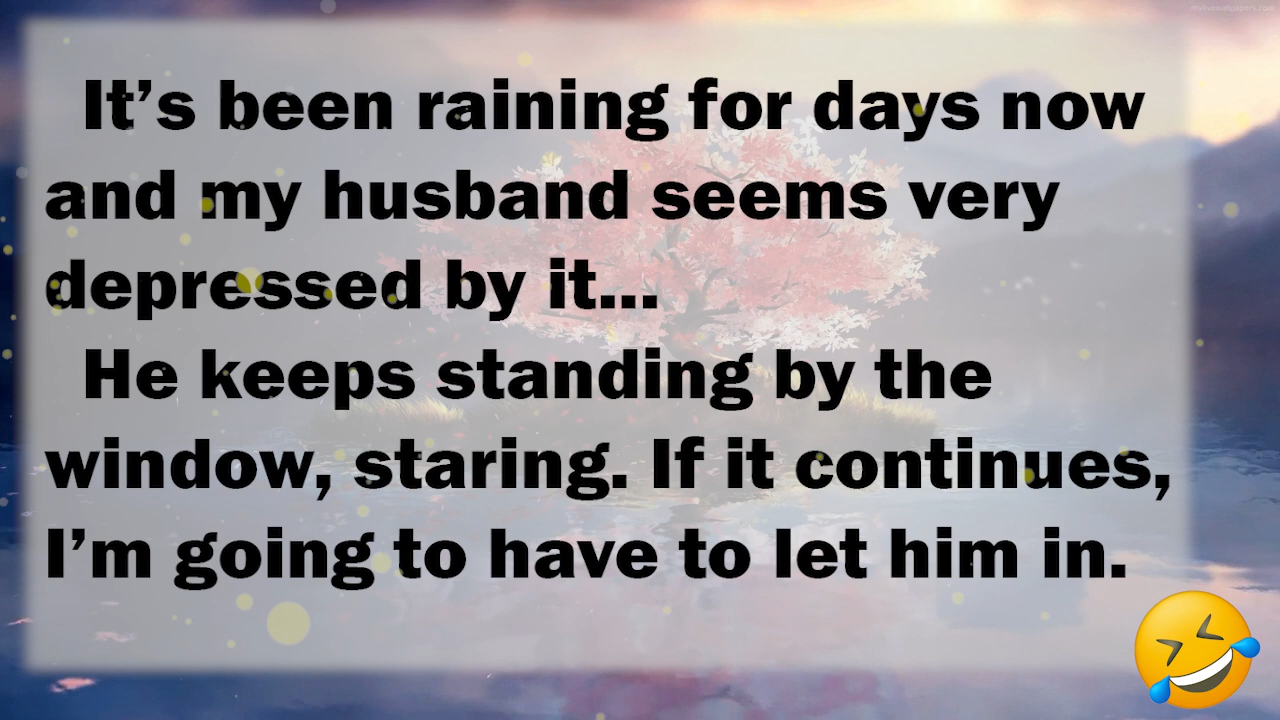 It’s been raining for days now
and my husband seems very
depressed by it...
He keeps standing by the
window, staring. If it continues,
I’m going to have to let him in.